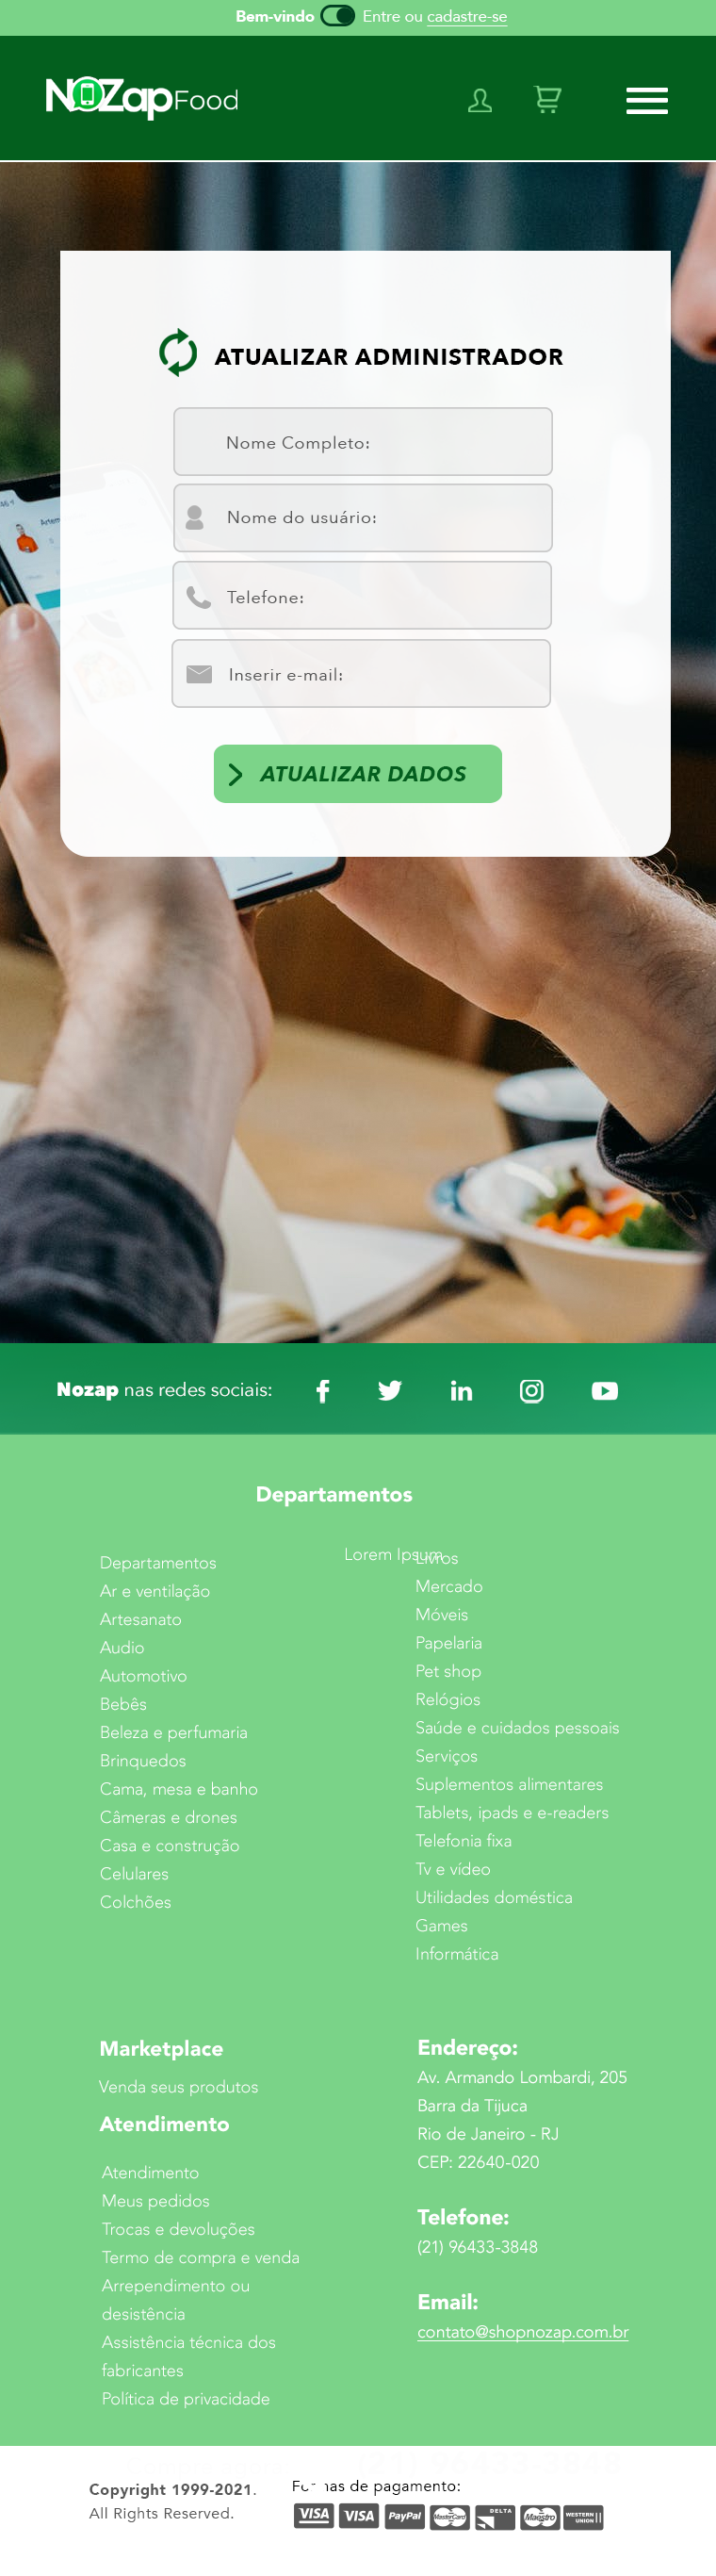 Bem-vindo Entre ou cadastre-se
NOZapFood
ATUALIZAR ADMINISTRADOR
Nome Completo:
Nome do usuário:
Telefone:
Inserir e-mail:
ATUALIZAR DADOS
Nozap nas redes sociais:
Departamentos
Lorem Ipsum
Departamentos
Ar e ventilação
Artesanato
Audio
Automotivo
Bebês
Beleza e perfumaria
Brinquedos
Cama, mesa e banho
Câmeras e drones
Casa e construção
Celulares
Colchões
Livros
Mercado
Móveis
Papelaria
Pet shop
Relógios
Saúde e cuidados pessoais
Serviços
Suplementos alimentares
Tablets, ipads e e-readers
Telefonia fixa
Tv e vídeo
Utilidades doméstica
Games
Informática
Marketplace
Venda seus produtos
Atendimento
Atendimento
Meus pedidos
Trocas e devoluções
Termo de compra e venda
Arrependimento ou
desistência
Assistência técnica dos
fabricantes
Política de privacidade
Endereço:
Av. Armando Lombardi, 205
Barra da Tijuca
Rio de Janeiro - RJ
CEP: 22640-020
Telefone:
(21) 96433-3848
Email:
contato@shopnozap.com.br
Copyright 1999-2021.
All Rights Reserved.
Formas de pagamento:
VISA VISA PayPal MasterCard DELTA Maestro WESTERN UNION